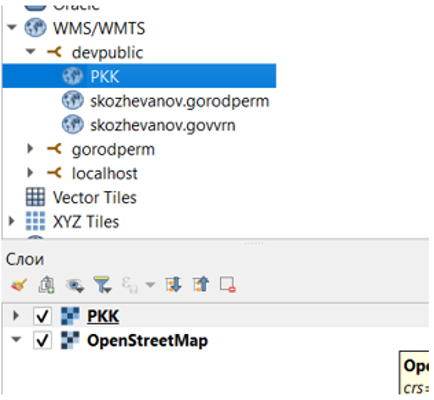 Oracle
WMS/WMTS
devpublic
PKK
skozhevanov.gorodperm
skozhevanov.govvrn
gorodperm
localhost
Vector Tiles
XYZ Tiles
Слои
PKK
OpenStreetMap
Ope
crs=